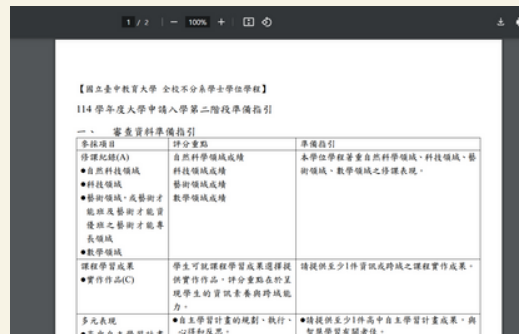 1 / 2 100%
【國立臺中教育大學 全校不分系學士學位學程】
114 學年度大學申請入學第二階段準備指引
一、 審查資料準備指引
參採項目 評分重點 準備指引
修課紀錄(A)
●自然科技領域
●科技領域
●藝術領域，或藝術才
能班及藝術才能資
優班之藝術才能專
長領域
●數學領域
自然科學領域成績
科技領域成績
藝術領域成績
數學領域成績
本學位學程著重自然科學領域、科技領域、藝
術領域、數學領域之修課表現。
課程學習成果
●實作作品(C)
學生可就課程學習成果選擇提
供實作作品，評分重點在於呈
現學生的資訊素養與跨域能
力。
請提供至少1件資訊或跨域之課程實作成果。
多元表現
●自主學習計畫的規劃、執行、
心得和反思。
●請提供至少1件高中自主學習計畫成果，與